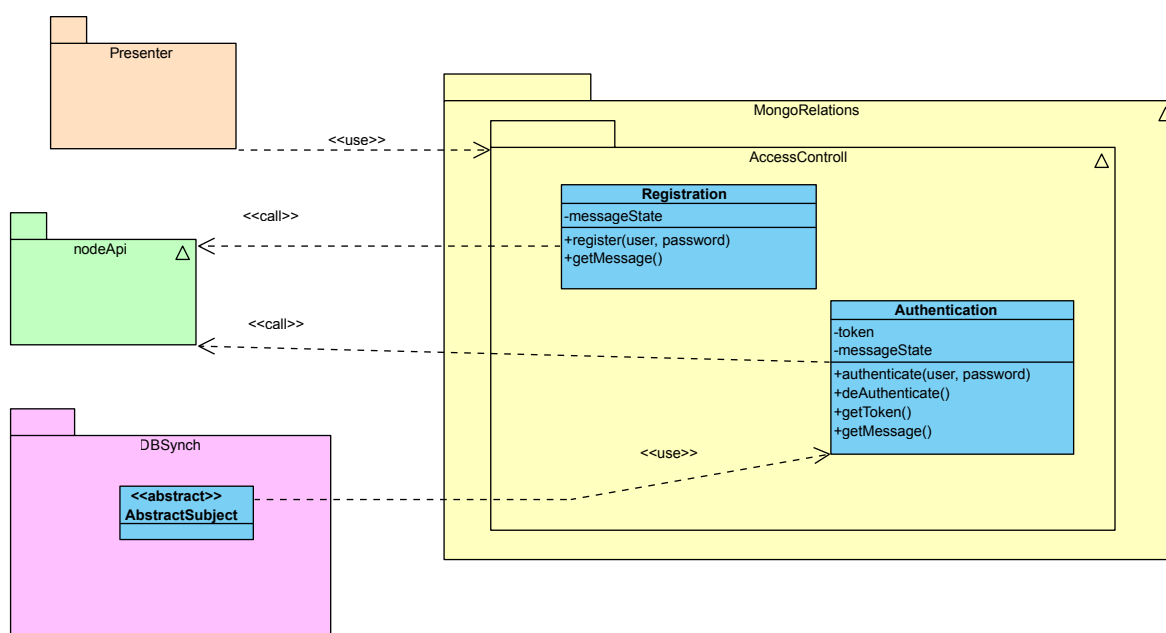 Presenter
MongoRelations
<<use>>
AccessControll
Registration
-messageState
+register(user, password)
+getMessage()
<<call>>
nodeApi
Authentication
-token
-messageState
+authenticate(user, password)
+deAuthenticate()
+getToken()
+getMessage()
<<call>>
DBSynch
<<use>>
<<abstract>>
AbstractSubject